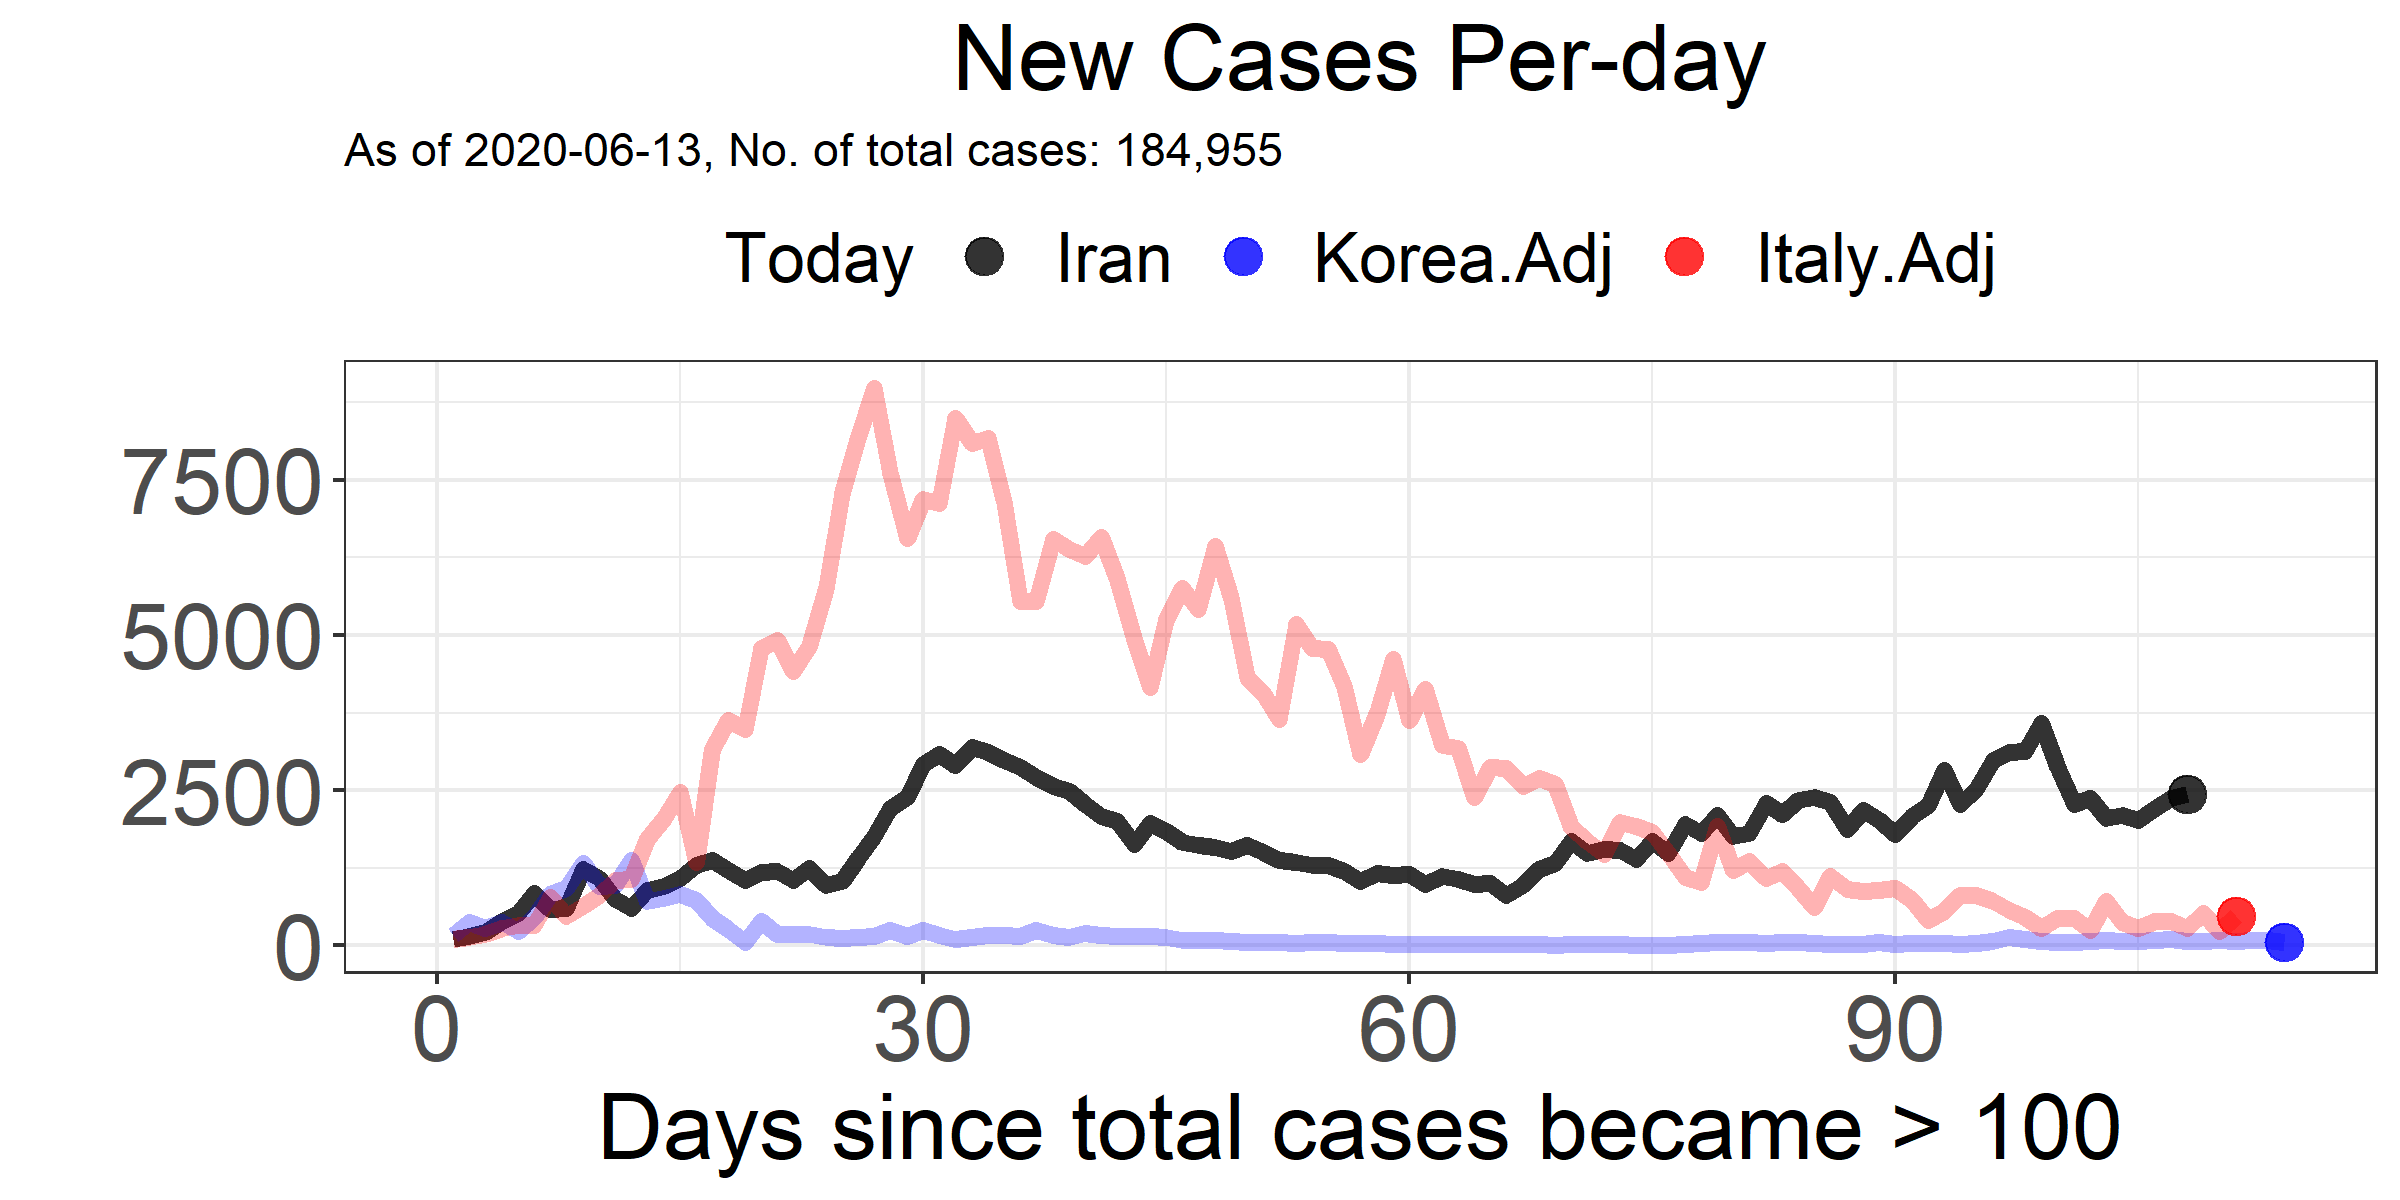 New Cases Per-day
As of 2020-06-13, No. of total cases: 184,955
Today Iran Korea.Adj Italy.Adj
7500
5000
2500
0
0 30 60 90
Days since total cases became > 100